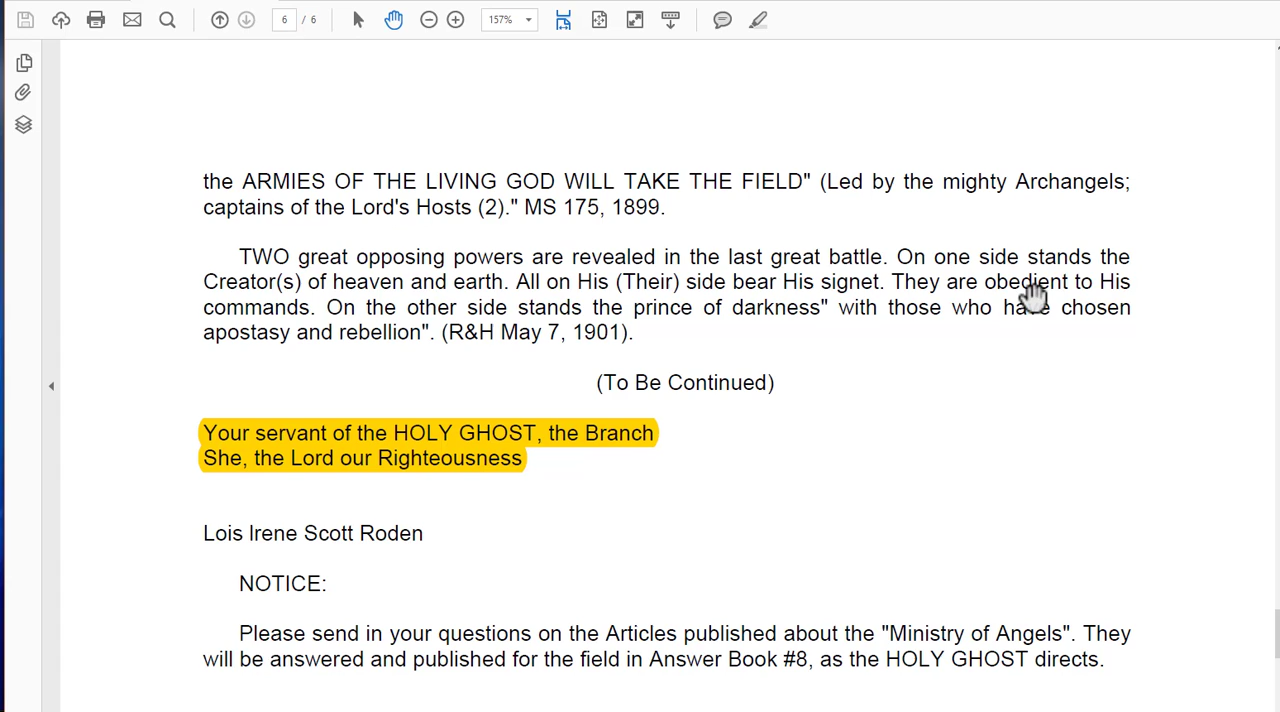 6 / 6
157%
the ARMIES OF THE LIVING GOD WILL TAKE THE FIELD" (Led by the mighty Archangels;
captains of the Lord's Hosts (2)." MS 175, 1899.
TWO great opposing powers are revealed in the last great battle. On one side stands the
Creator(s) of heaven and earth. All on His (Their) side bear His signet. They are obedient to His
commands. On the other side stands the prince of darkness" with those who have chosen
apostasy and rebellion". (R&H May 7, 1901).
(To Be Continued)
Your servant of the HOLY GHOST, the Branch
She, the Lord our Righteousness
Lois Irene Scott Roden
NOTICE:
Please send in your questions on the Articles published about the "Ministry of Angels". They
will be answered and published for the field in Answer Book #8, as the HOLY GHOST directs.